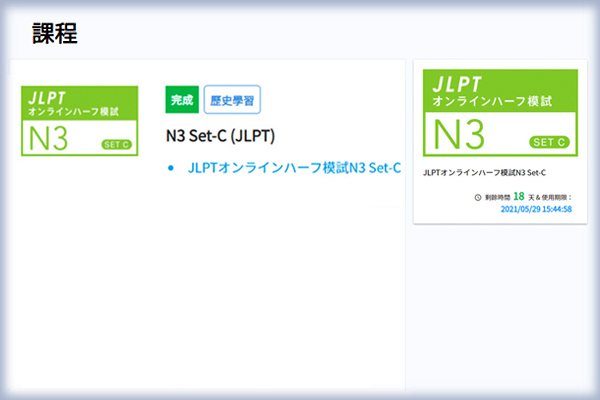 課程
JLPT
オンラインハーフ模試
N3
SET C
完成
歷史學習
N3 Set-C (JLPT)
JLPTオンラインハーフ模試N3 Set-C
JLPT
オンラインハーフ模試
N3
SET C
JLPTオンラインハーフ模試N3 Set-C
剩餘時間 18 天&使用期限：
2021/05/29 15:44:58